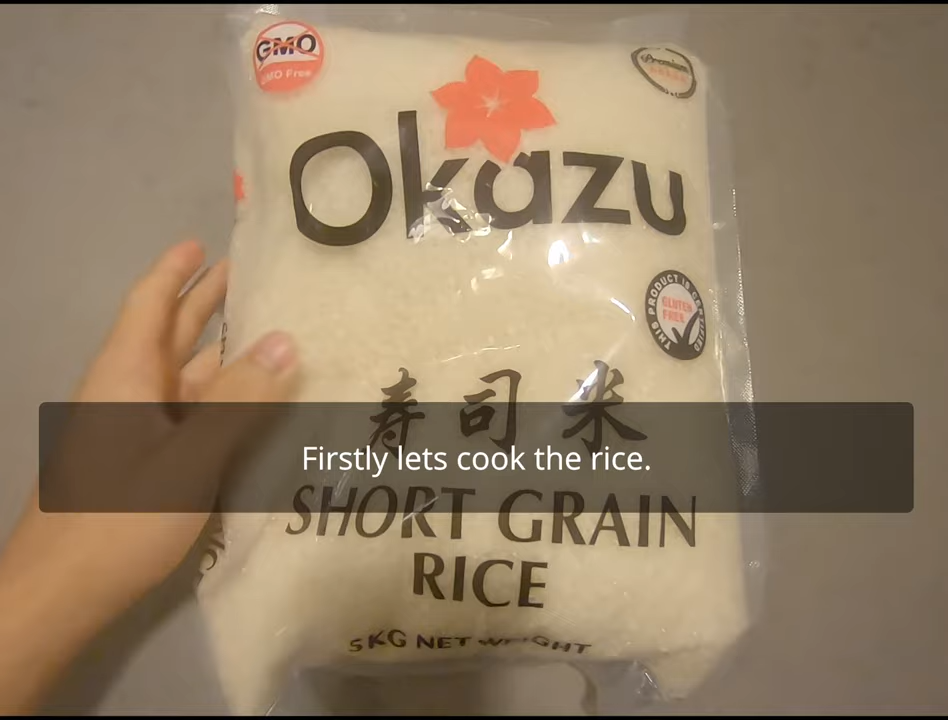 GMO
GMO Free
Premium
Okazu
THIS PRODUCT IS CERTIFIED
GLUTEN
FREE
寿司米
Firstly lets cook the rice.
SHORT GRAIN
RICE
5KG NET WEIGHT